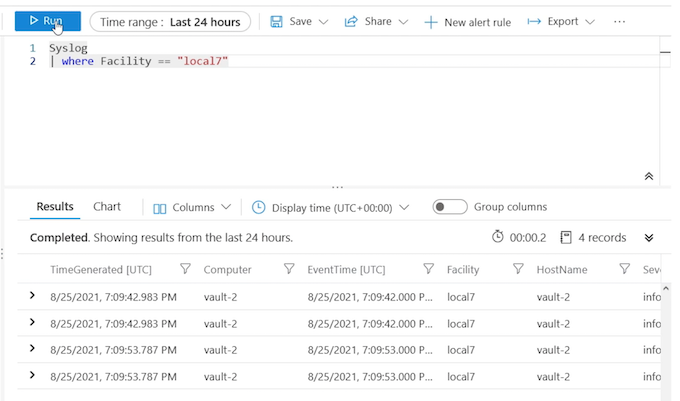 Run Time range : Last 24 hours Save Share New alert rule Export ...
1 Syslog
2 | where Facility == "local7"
...
Results Chart Columns Display time (UTC+00:00) Group columns
Completed. Showing results from the last 24 hours. 00:00.2 4 records
TimeGenerated [UTC] Computer EventTime [UTC] Facility HostName Sev
8/25/2021, 7:09:42.983 PM vault-2 8/25/2021, 7:09:42.000 P... local7 vault-2 info
8/25/2021, 7:09:42.983 PM vault-2 8/25/2021, 7:09:42.000 P... local7 vault-2 info
8/25/2021, 7:09:53.787 PM vault-2 8/25/2021, 7:09:53.000 P... local7 vault-2 info
8/25/2021, 7:09:53.787 PM vault-2 8/25/2021, 7:09:53.000 P... local7 vault-2 info